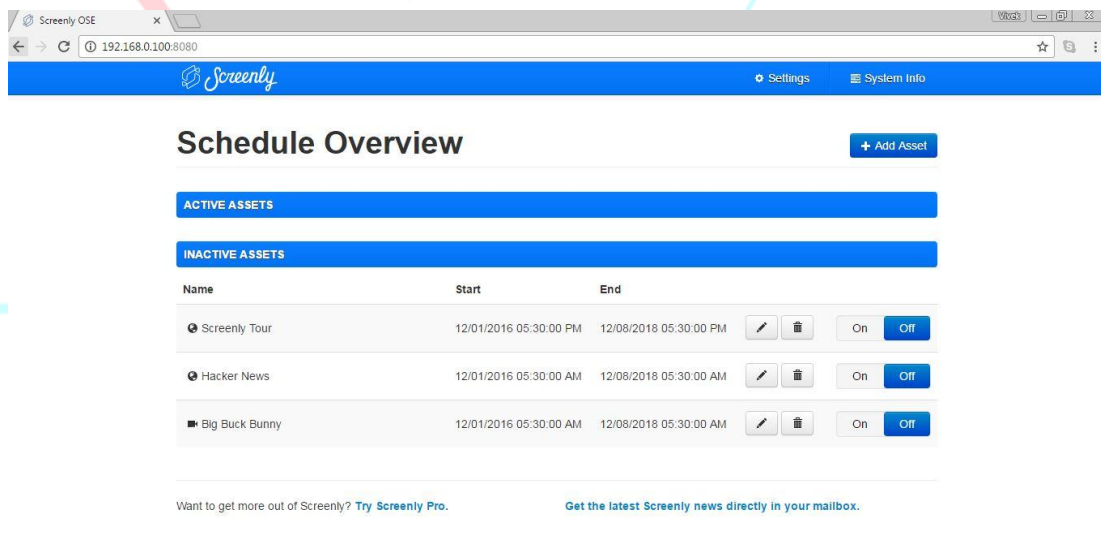 Screenly OSE
Vivek
192.168.0.100:8080
Screenly
Settings
System Info
Schedule Overview
+ Add Asset
ACTIVE ASSETS
INACTIVE ASSETS
Name Start End
Screenly Tour 12/01/2016 05:30:00 PM 12/08/2018 05:30:00 PM On Off
Hacker News 12/01/2016 05:30:00 AM 12/08/2018 05:30:00 AM On Off
Big Buck Bunny 12/01/2016 05:30:00 AM 12/08/2018 05:30:00 AM On Off
Want to get more out of Screenly? Try Screenly Pro. Get the latest Screenly news directly in your mailbox.